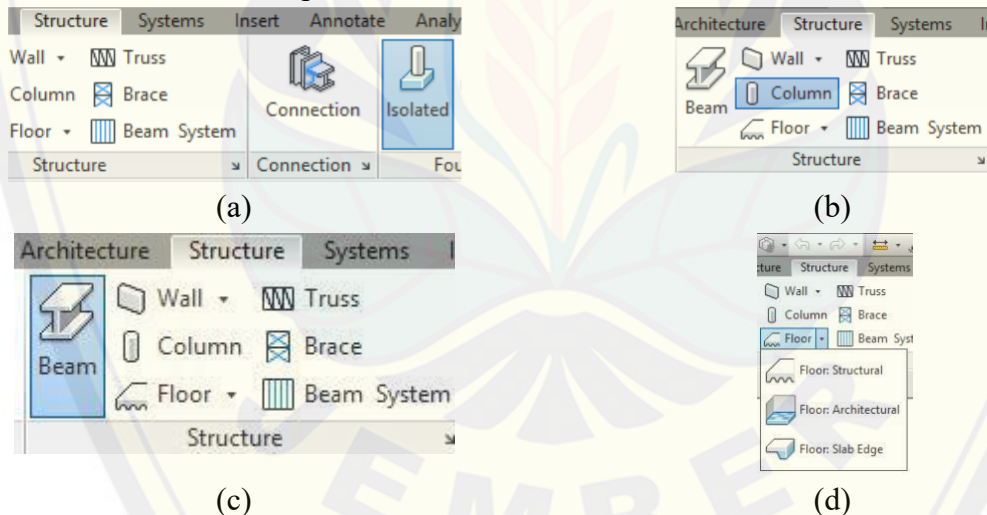 Structure Systems Insert Annotate Analy
Wall Truss
Column Brace
Floor Beam System
Connection
Isolated
Structure Connection Fou
(a)
Architecture Structure Systems
Beam
Wall Truss
Column Brace
Floor Beam System
Structure
(b)
Architecture Structure Systems
Beam
Wall Truss
Column Brace
Floor Beam System
Structure
(c)
cture Structure Systems
Wall Truss
Column Brace
Floor Beam Syst
Floor: Structural
Floor: Architectural
Floor: Slab Edge
(d)
EMBER